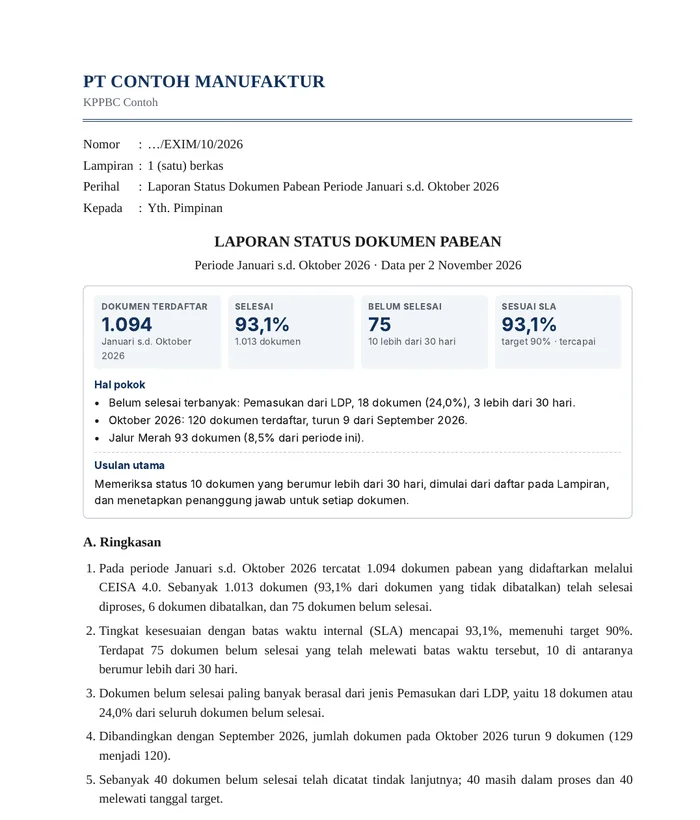 PT CONTOH MANUFAKTUR
KPPBC Contoh
Nomor : …/EXIM/10/2026
Lampiran : 1 (satu) berkas
Perihal : Laporan Status Dokumen Pabean Periode Januari s.d. Oktober 2026
Kepada : Yth. Pimpinan
LAPORAN STATUS DOKUMEN PABEAN
Periode Januari s.d. Oktober 2026 · Data per 2 November 2026
DOKUMEN TERDAFTAR
1.094
Januari s.d. Oktober
2026
SELESAI
93,1%
1.013 dokumen
BELUM SELESAI
75
10 lebih dari 30 hari
SESUAI SLA
93,1%
target 90% · tercapai
Hal pokok
• Belum selesai terbanyak: Pemasukan dari LDP, 18 dokumen (24,0%), 3 lebih dari 30 hari.
• Oktober 2026: 120 dokumen terdaftar, turun 9 dari September 2026.
• Jalur Merah 93 dokumen (8,5% dari periode ini).
Usulan utama
Memeriksa status 10 dokumen yang berumur lebih dari 30 hari, dimulai dari daftar pada Lampiran,
dan menetapkan penanggung jawab untuk setiap dokumen.
A. Ringkasan
1. Pada periode Januari s.d. Oktober 2026 tercatat 1.094 dokumen pabean yang didaftarkan melalui
CEISA 4.0. Sebanyak 1.013 dokumen (93,1% dari dokumen yang tidak dibatalkan) telah selesai
diproses, 6 dokumen dibatalkan, dan 75 dokumen belum selesai.
2. Tingkat kesesuaian dengan batas waktu internal (SLA) mencapai 93,1%, memenuhi target 90%.
Terdapat 75 dokumen belum selesai yang telah melewati batas waktu tersebut, 10 di antaranya
berumur lebih dari 30 hari.
3. Dokumen belum selesai paling banyak berasal dari jenis Pemasukan dari LDP, yaitu 18 dokumen atau
24,0% dari seluruh dokumen belum selesai.
4. Dibandingkan dengan September 2026, jumlah dokumen pada Oktober 2026 turun 9 dokumen (129
menjadi 120).
5. Sebanyak 40 dokumen belum selesai telah dicatat tindak lanjutnya; 40 masih dalam proses dan 40
melewati tanggal target.